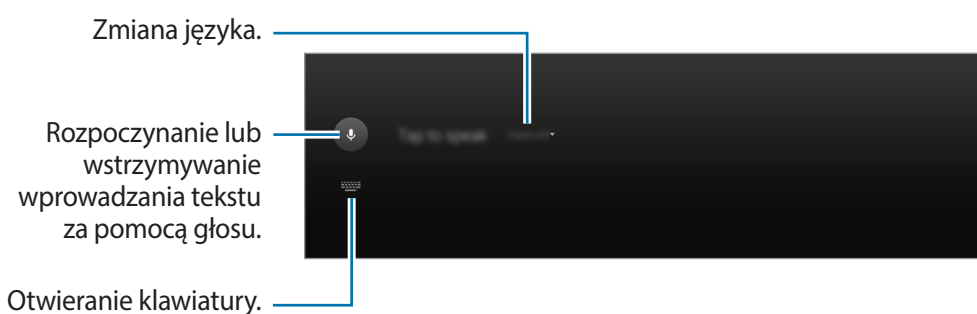 Zmiana języka.
Rozpoczynanie lub
wstrzymywanie
wprowadzania tekstu
za pomocą głosu.
Tap to speak
Otwieranie klawiatury.